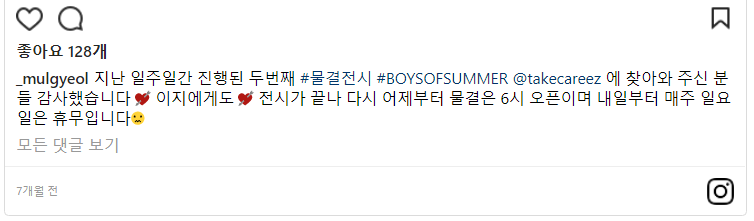 좋아요 128개
_mulgyeol 지난 일주일간 진행된 두번째 #물결전시 #BOYSOFSUMMER @takecareez 에 찾아와 주신 분
들 감사했습니다💘 이지에게도💘 전시가 끝나 다시 어제부터 물결은 6시 오픈이며 내일부터 매주 일요
일은 휴무입니다😟
모든 댓글 보기
7개월 전